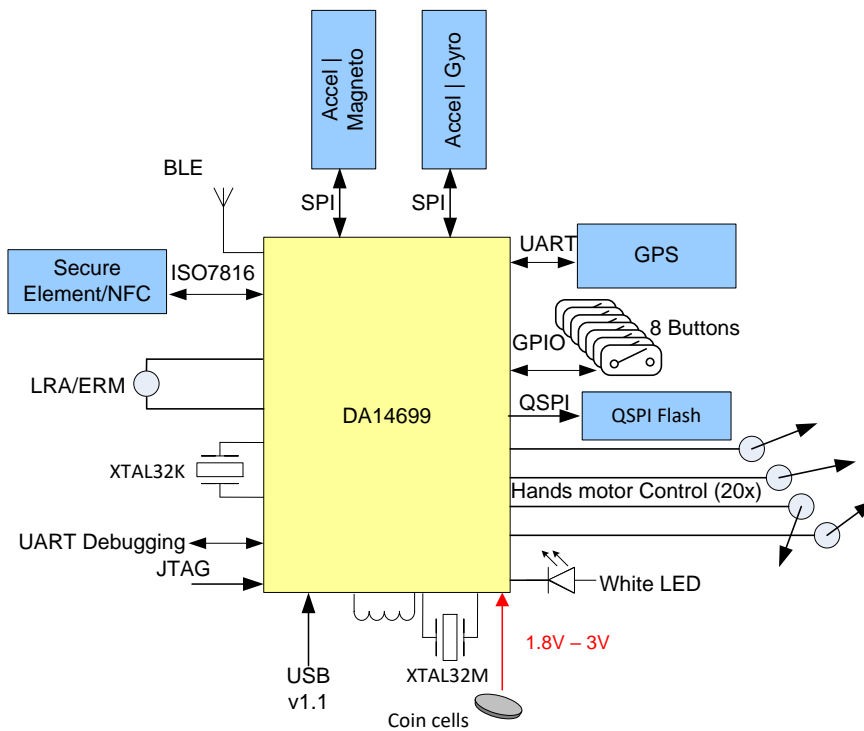 Accel |
Magneto
Accel | Gyro
BLE
SPI
SPI
UART
GPS
Secure
Element/NFC
ISO7816
8 Buttons
GPIO
LRA/ERM
DA14699
QSPI
QSPI Flash
XTAL32K
Hands motor Control (20x)
UART Debugging
JTAG
White LED
1.8V – 3V
USB
v1.1
XTAL32M
Coin cells